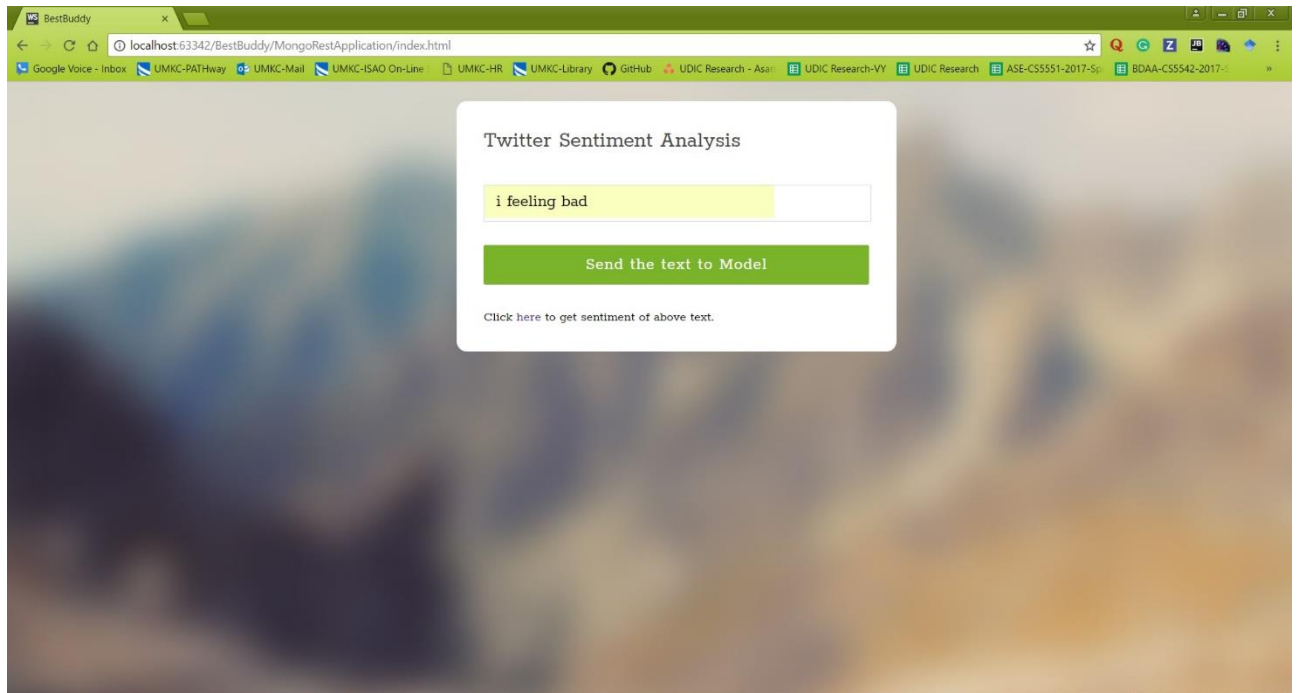 BestBuddy
localhost:63342/BestBuddy/MongoRestApplication/index.html
Google Voice - Inbox UMKC-PATHway UMKC-Mail UMKC-ISAO On-Line UMKC-HR UMKC-Library GitHub UDIC Research - Asan UDIC Research-VY UDIC Research ASE-CS5551-2017-Sp BDAA-CS5542-2017-S
Twitter Sentiment Analysis
i feeling bad
Send the text to Model
Click here to get sentiment of above text.